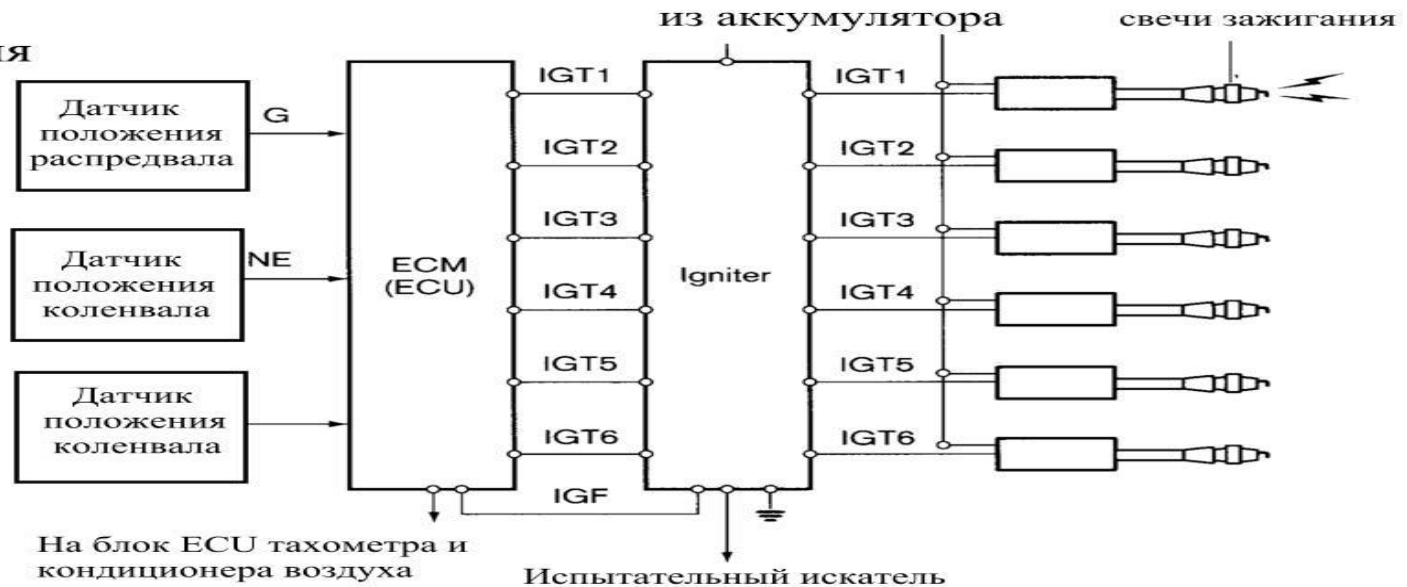 из аккумулятора
свечи зажигания
ия
Датчик
положения
распредвала
G
Датчик
положения
коленвала
NE
Датчик
положения
коленвала
ECM
(ECU)
IGT1
IGT2
IGT3
IGT4
IGT5
IGT6
IGF
Igniter
IGT1
IGT2
IGT3
IGT4
IGT5
IGT6
На блок ECU тахометра и
кондиционера воздуха
Испытательный искатель